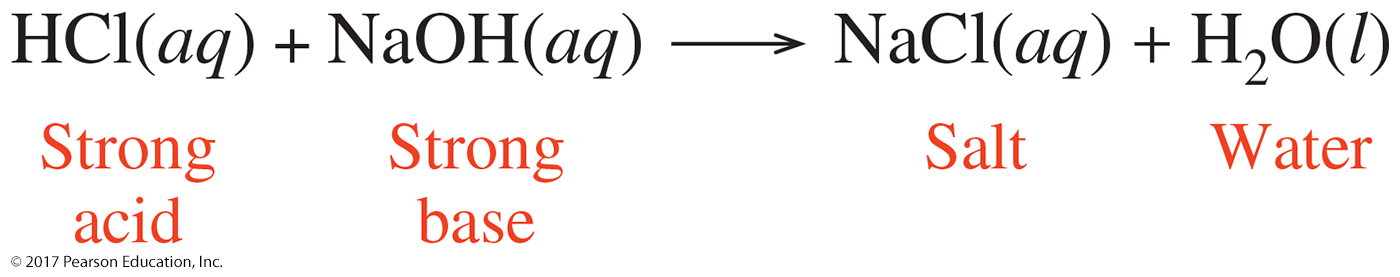 HCl(aq) + NaOH(aq) ⟶ NaCl(aq) + H₂O(l)
Strong acid
Strong base
Salt
Water
© 2017 Pearson Education, Inc.